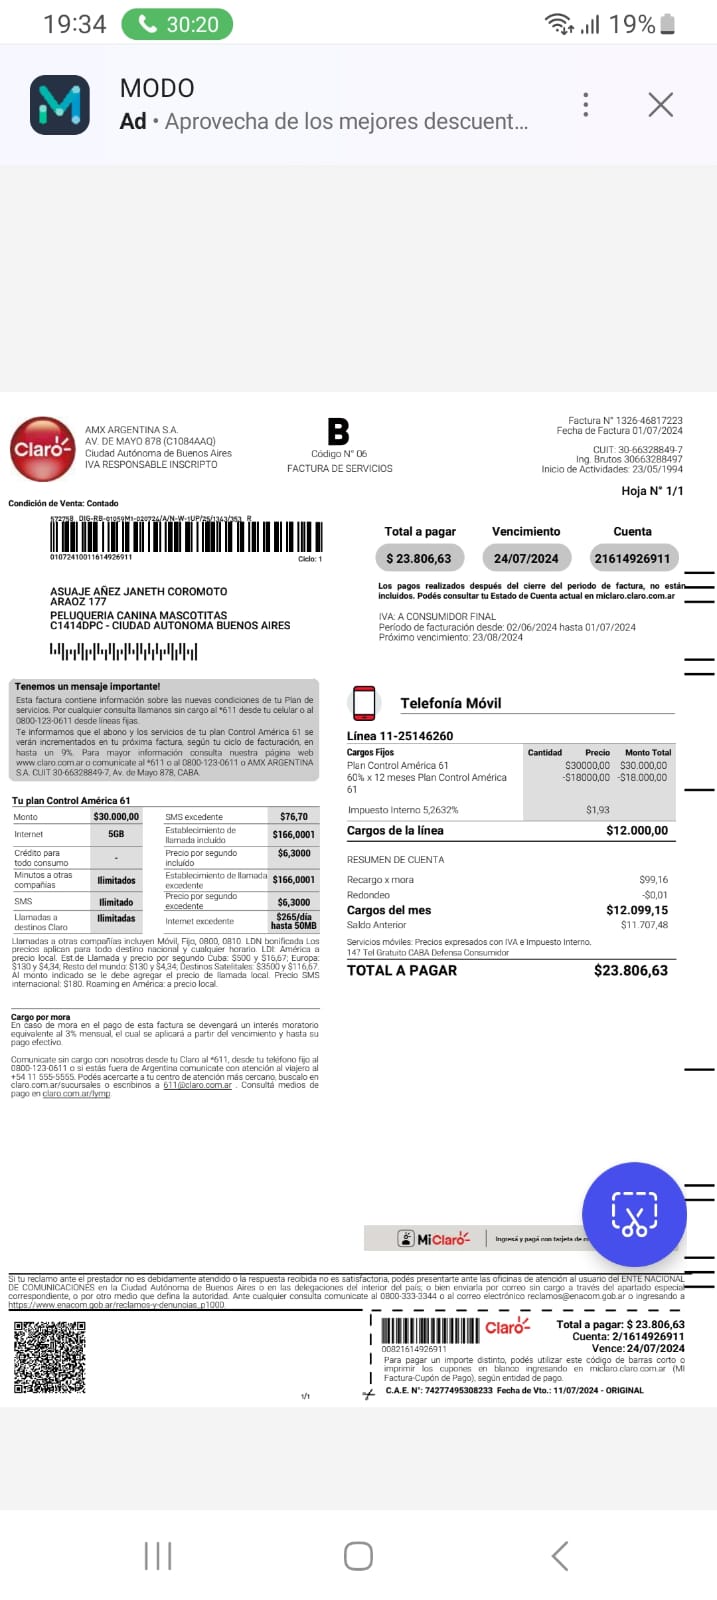 19:34 30:20 19%
MODO
Ad • Aprovecha de los mejores descuent...
Claro
AMX ARGENTINA S.A.
AV. DE MAYO 878 (C1084AAQ)
Ciudad Autónoma de Buenos Aires
IVA RESPONSABLE INSCRIPTO
B
Código N° 06
FACTURA DE SERVICIOS
Factura N° 1326-46817223
Fecha de Factura 01/07/2024
CUIT: 30-66328849-7
Ing. Brutos 30663288497
Inicio de Actividades: 23/05/1994
Hoja N° 1/1
Condición de Venta: Contado
572758_DIG-RB-01050M1-020724/A/N-W-1UP/25/1343/353_R
01072410011614926911 Ciclo: 1
Total a pagar Vencimiento Cuenta
$ 23.806,63 24/07/2024 21614926911
Los pagos realizados después del cierre del periodo de factura, no están
incluidos. Podés consultar tu Estado de Cuenta actual en miclaro.claro.com.ar
ASUAJE AÑEZ JANETH COROMOTO
ARAOZ 177
PELUQUERIA CANINA MASCOTITAS
C1414DPC - CIUDAD AUTONOMA BUENOS AIRES
IVA: A CONSUMIDOR FINAL
Período de facturación desde: 02/06/2024 hasta 01/07/2024
Próximo vencimiento: 23/08/2024
Tenemos un mensaje importante!
Esta factura contiene información sobre las nuevas condiciones de tu Plan de
servicios. Por cualquier consulta llamanos sin cargo al *611 desde tu celular o al
0800-123-0611 desde líneas fijas.
Te informamos que el abono y los servicios de tu plan Control América 61 se
verán incrementados en tu próxima factura, según tu ciclo de facturación, en
hasta un 9%. Para mayor información consulta nuestra página web
www.claro.com.ar o comunicate al *611 o al 0800-123-0611 o AMX ARGENTINA
S.A. CUIT 30-66328849-7, Av. de Mayo 878, CABA.
Tu plan Control América 61
Monto $30.000,00 SMS excedente $76,70
Internet 5GB Establecimiento de llamada incluído $166,0001
Crédito para todo consumo - Precio por segundo incluído $6,3000
Minutos a otras compañías Ilimitados Establecimiento de llamada excedente $166,0001
SMS Ilimitado Precio por segundo excedente $6,3000
Llamadas a destinos Claro Ilimitadas Internet excedente $265/día hasta 50MB
Llamadas a otras compañías incluyen Móvil, Fijo, 0800, 0810. LDN bonificada Los
precios aplican para todo destino nacional y cualquier horario. LDI: América a
precio local. Est.de Llamada y precio por segundo Cuba: $500 y $16,67; Europa:
$130 y $4,34; Resto del mundo: $130 y $4,34; Destinos Satelitales: $3500 y $116,67.
Al monto indicado se le debe agregar el precio de llamada local. Precio SMS
internacional: $180. Roaming en América: a precio local.
Cargo por mora
En caso de mora en el pago de esta factura se devengará un interés moratorio
equivalente al 3% mensual, el cual se aplicará a partir del vencimiento y hasta su
pago efectivo.
Comunicate sin cargo con nosotros desde tu Claro al *611, desde tu teléfono fijo al
0800-123-0611 o si estás fuera de Argentina comunicate con atención al viajero al
+54 11 555-5555. Podés acercarte a tu centro de atención más cercano, buscalo en
claro.com.ar/sucursales o escribinos a 611@claro.com.ar . Consultá medios de
pago en claro.com.ar/fymp.
Telefonía Móvil
Línea 11-25146260
Cargos Fijos Cantidad Precio Monto Total
Plan Control América 61 $30000,00 $30.000,00
60% x 12 meses Plan Control América -$18000,00 -$18.000,00
61
Impuesto Interno 5,2632% $1,93
Cargos de la línea $12.000,00
RESUMEN DE CUENTA
Recargo x mora $99,16
Redondeo -$0,01
Cargos del mes $12.099,15
Saldo Anterior $11.707,48
Servicios móviles: Precios expresados con IVA e Impuesto Interno.
147 Tel Gratuito CABA Defensa Consumidor
TOTAL A PAGAR $23.806,63
MiClaro Ingresá y pagá con tarjeta de
Si tu reclamo ante el prestador no es debidamente atendido o la respuesta recibida no es satisfactoria, podés presentarte ante las oficinas de atención al usuario del ENTE NACIONAL
DE COMUNICACIONES en la Ciudad Autónoma de Buenos Aires o en las delegaciones del interior del país; o bien enviarla por correo sin cargo a través del apartado especial
correspondiente, o por otro medio que defina la autoridad. Ante cualquier consulta comunicate al 0800-333-3344 o al correo electrónico reclamos@enacom.gob.ar o ingresando a
https://www.enacom.gob.ar/reclamos-y-denuncias_p1000.
00821614926911
Claro
Total a pagar: $ 23.806,63
Cuenta: 2/1614926911
Vence:24/07/2024
Para pagar un importe distinto, podés utilizar este código de barras corto o
imprimir los cupones en blanco ingresando en miclaro.claro.com.ar (Mi
Factura-Cupón de Pago), según entidad de pago.
1/1
C.A.E. N°: 74277495308233 Fecha de Vto.: 11/07/2024 - ORIGINAL